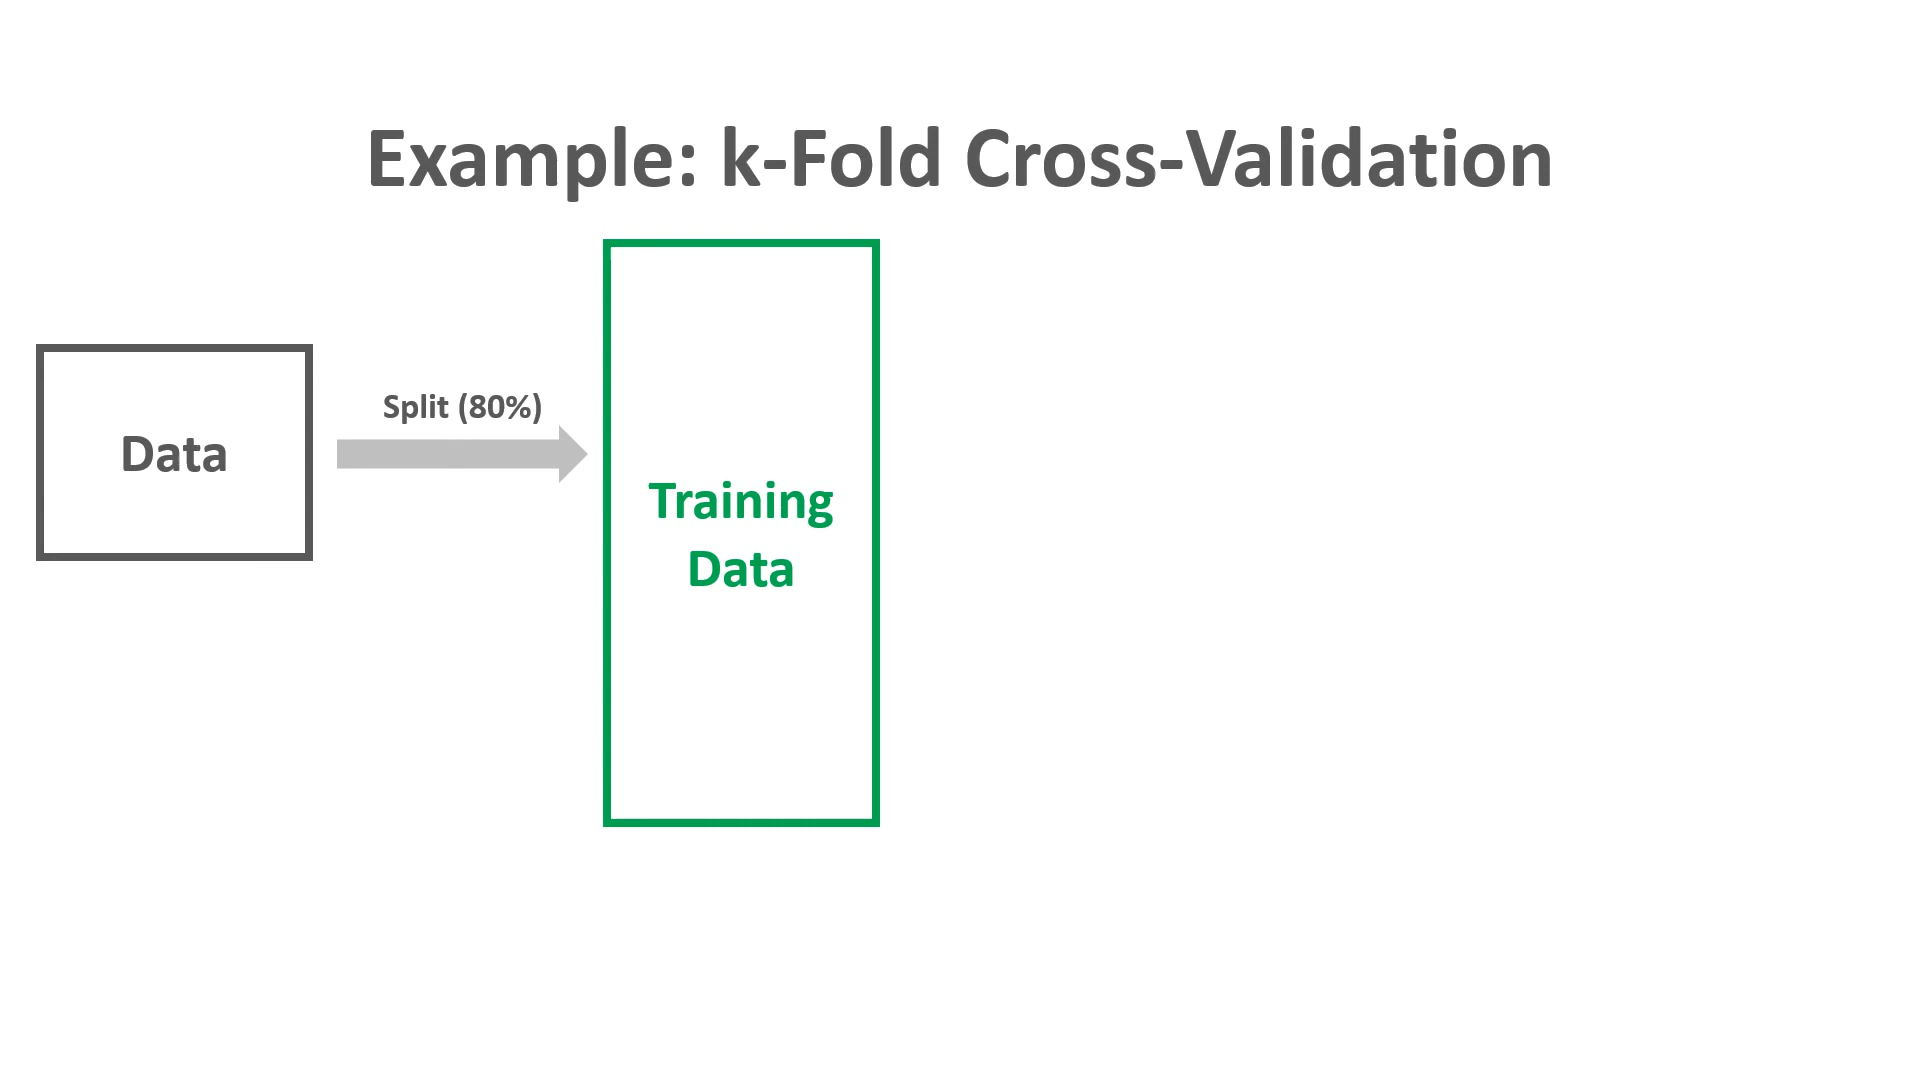 Example: k-Fold Cross-Validation
Data
Split (80%)
Training
Data